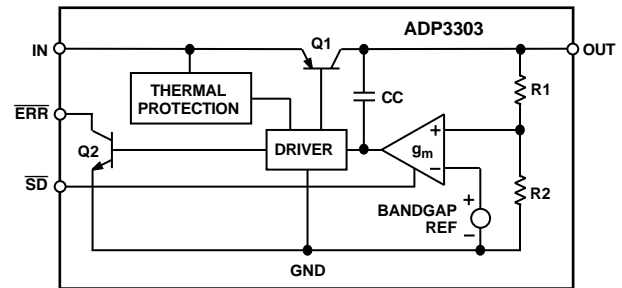 ADP3303
IN
Q1
OUT
THERMAL
PROTECTION
CC
R1
ERR
Q2
DRIVER
gm
+
−
SD
R2
BANDGAP
REF
+
−
GND